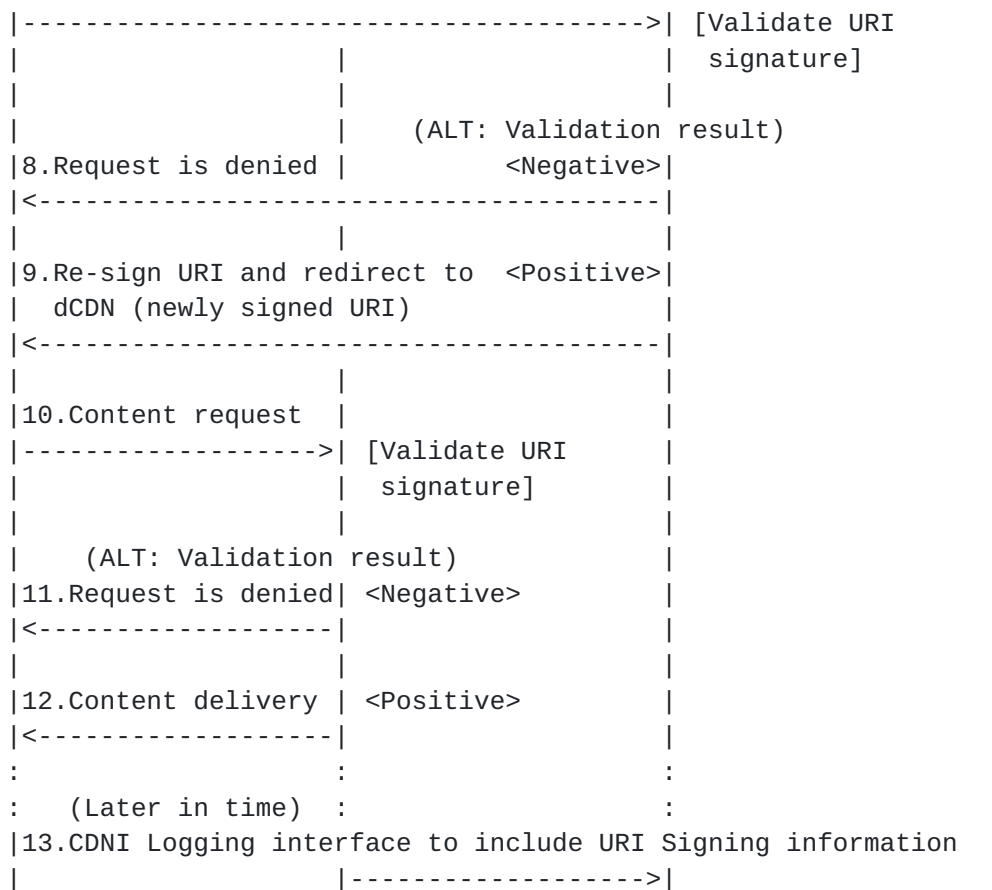 |---------------------------------------->| [Validate URI
|                    |                    |  signature]
|                    |                    |
|                    |    (ALT: Validation result)
|8.Request is denied |          <Negative>|
|<----------------------------------------|
|                    |                    |
|9.Re-sign URI and redirect to  <Positive>|
|  dCDN (newly signed URI)                |
|<----------------------------------------|
|                    |                    |
|10.Content request  |                    |
|------------------->| [Validate URI      |
|                    |  signature]        |
|                    |                    |
|    (ALT: Validation result)             |
|11.Request is denied| <Negative>         |
|<-------------------|                    |
|                    |                    |
|12.Content delivery | <Positive>         |
|<-------------------|                    |
:                    :                    :
:   (Later in time)  :                    :
|13.CDNI Logging interface to include URI Signing information
|                    |------------------->|